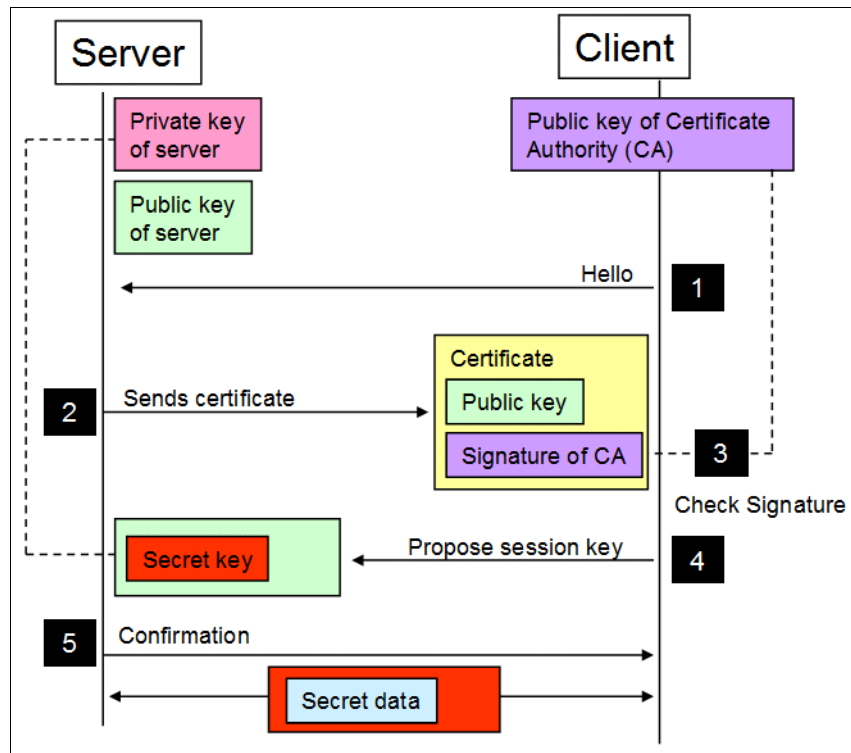 Server
Client
Private key
of server
Public key of Certificate
Authority (CA)
Public key
of server
Hello
1
Certificate
2
Sends certificate
Public key
Signature of CA
3
Check Signature
Secret key
Propose session key
4
5
Confirmation
Secret data